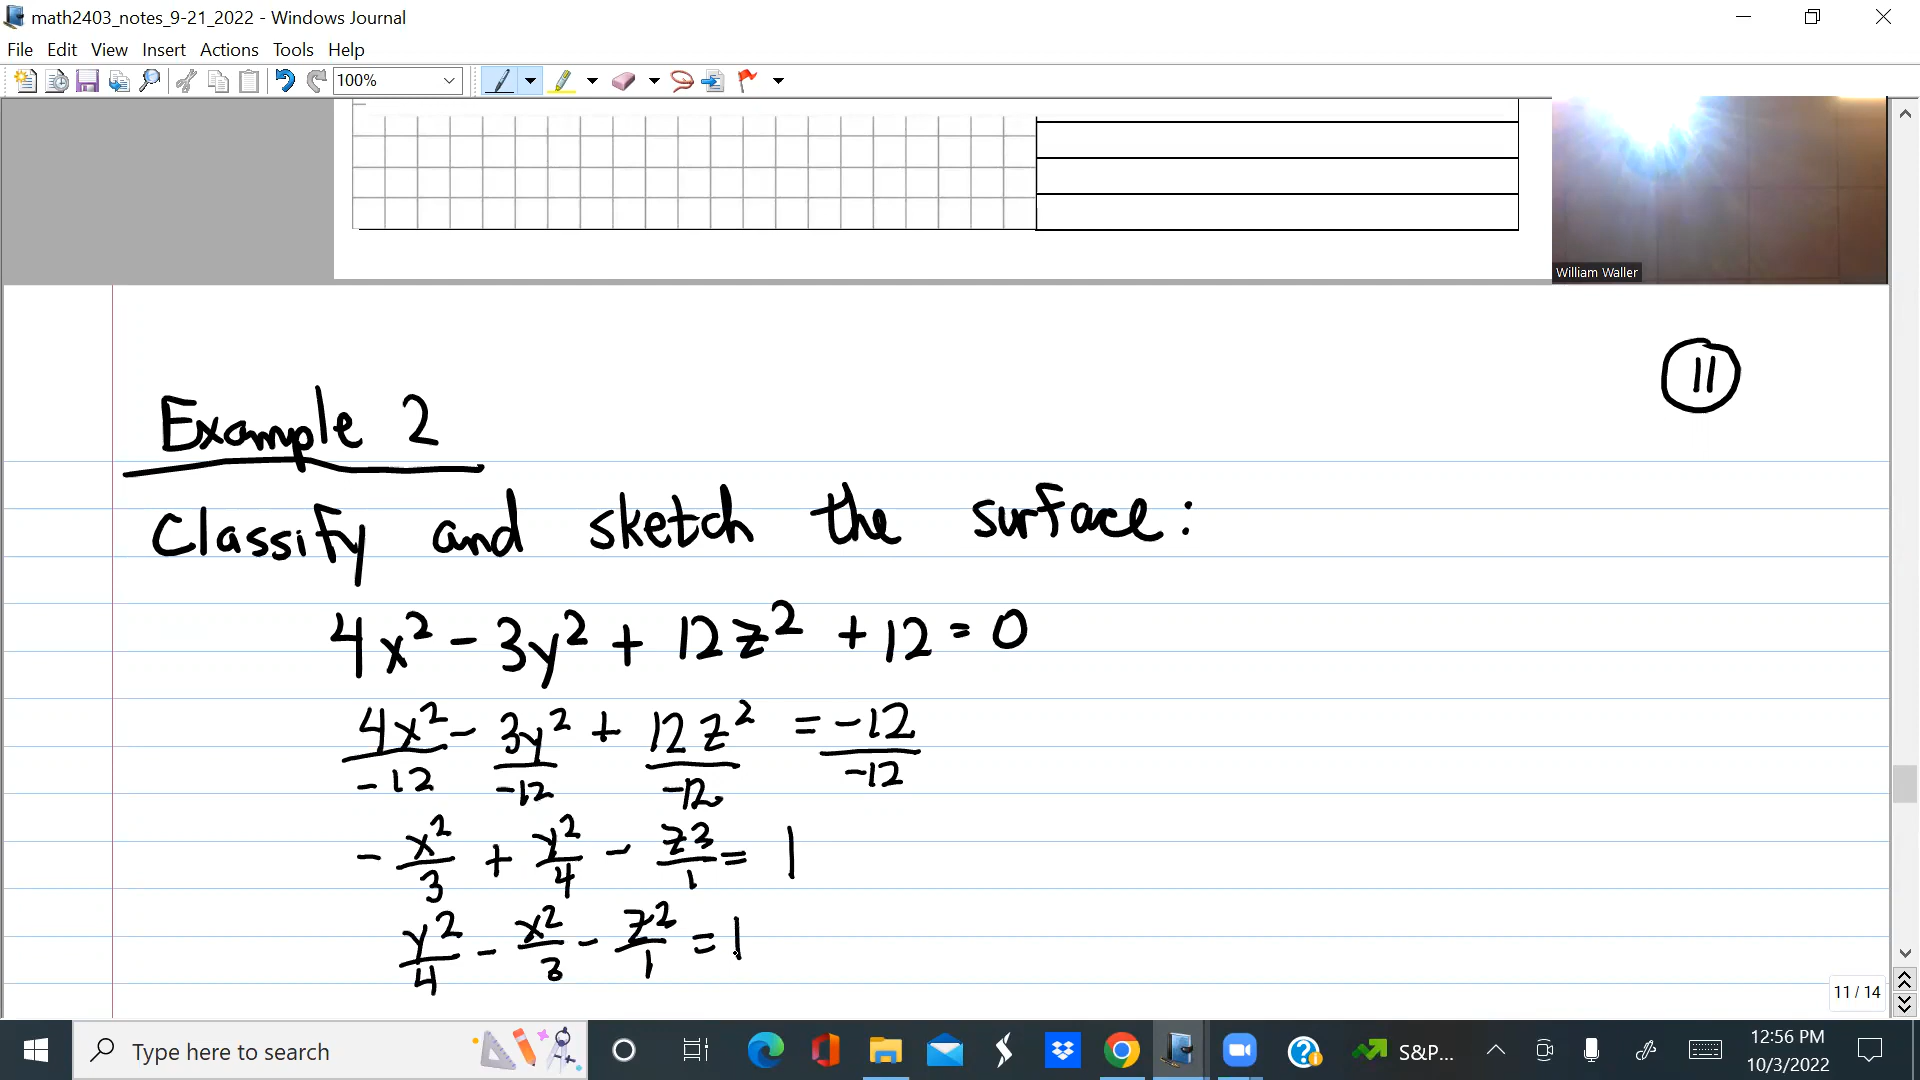 math2403_notes_9-21_2022 - Windows Journal
File Edit View Insert Actions Tools Help
100%
William Waller
11
Example 2
Classify and sketch the surface:
4x² - 3y² + 12z² + 12 = 0
4x²/-12 - 3y²/-12 + 12z²/-12 = -12/-12
- x²/3 + y²/4 - z3/1 = 1
y²/4 - x²/3 - z²/1 = 1
11 / 14
Type here to search
S&P...
12:56 PM
10/3/2022